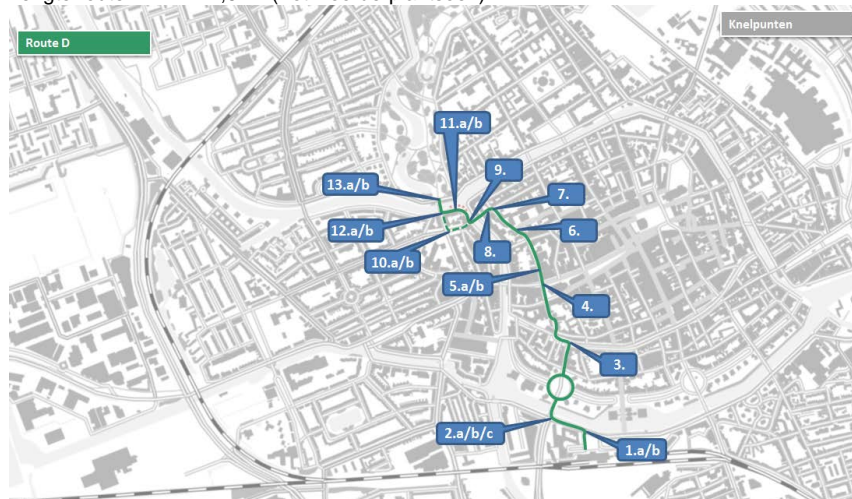 Route D
Knelpunten
11.a/b
9.
13.a/b
7.
12.a/b
6.
8.
10.a/b
5.a/b
4.
3.
2.a/b/c
1.a/b